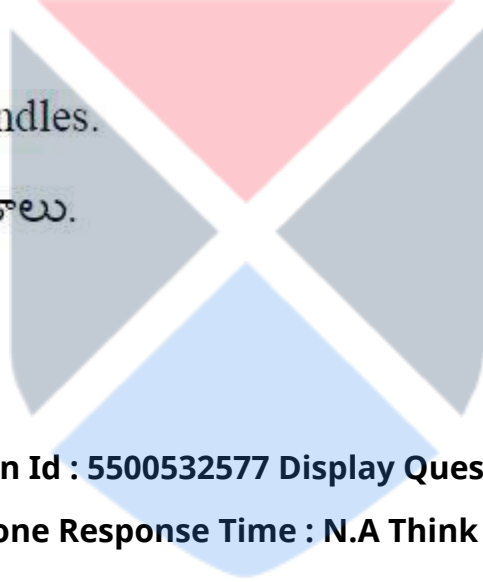 ndles.
ాలు.
n Id : 5500532577 Display Ques
one Response Time : N.A Think